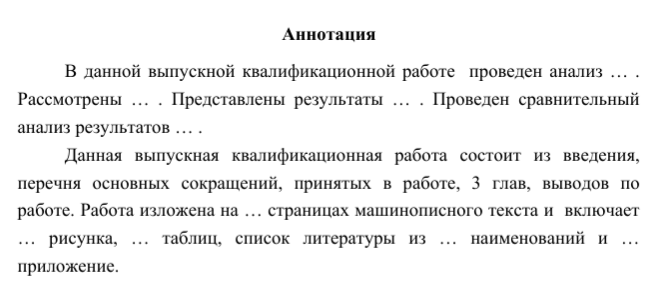 Аннотация
В данной выпускной квалификационной работе проведен анализ … .
Рассмотрены … . Представлены результаты … . Проведен сравнительный
анализ результатов … .
Данная выпускная квалификационная работа состоит из введения,
перечня основных сокращений, принятых в работе, 3 глав, выводов по
работе. Работа изложена на … страницах машинописного текста и включает
… рисунка, … таблиц, список литературы из … наименований и …
приложение.